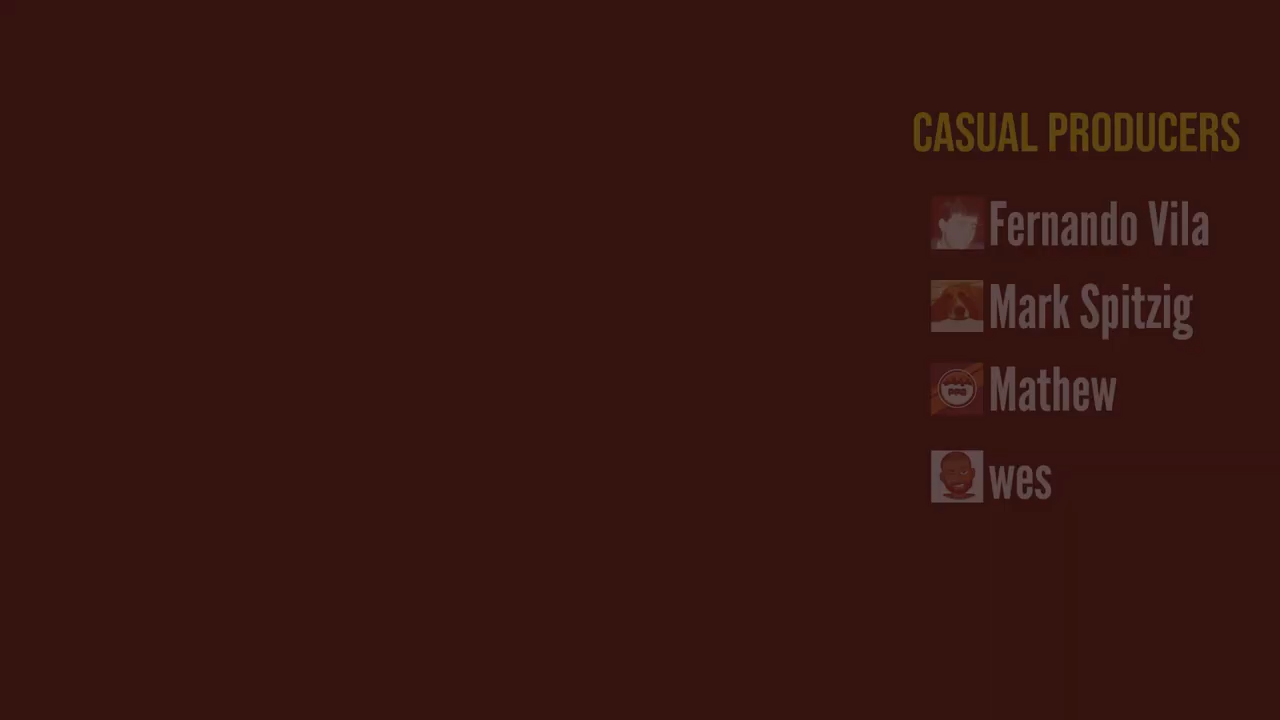 CASUAL PRODUCERS
Fernando Vila
Mark Spitzig
Mathew
wes